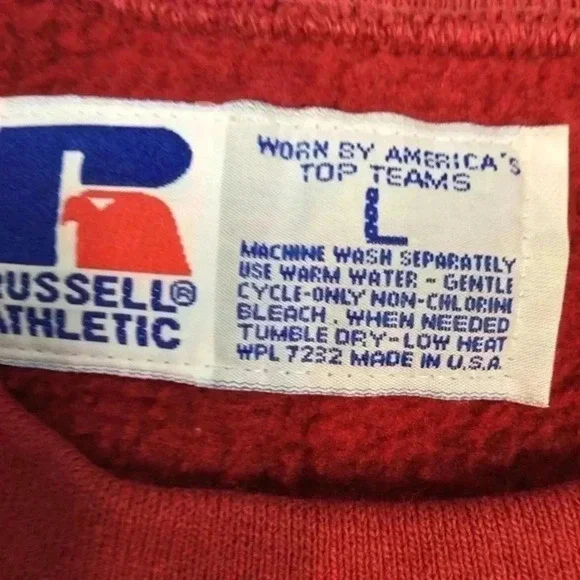 RUSSELL®
ATHLETIC
WORN BY AMERICA'S
TOP TEAMS
L
MACHINE WASH SEPARATELY
USE WARM WATER - GENTLE
CYCLE-ONLY NON-CHLORINE
BLEACH. WHEN NEEDED
TUMBLE DRY-LOW HEAT
WPL 7232 MADE IN U.S.A